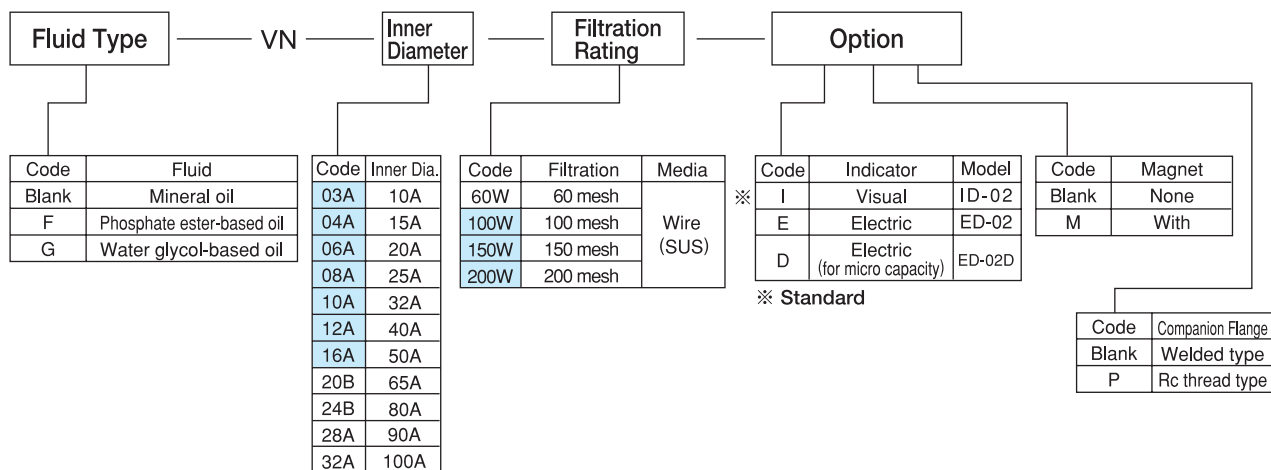 Fluid Type VN Inner Diameter Filtration Rating Option
Code Fluid
Blank Mineral oil
F Phosphate ester-based oil
G Water glycol-based oil
Code Inner Dia.
03A 10A
04A 15A
06A 20A
08A 25A
10A 32A
12A 40A
16A 50A
20B 65A
24B 80A
28A 90A
32A 100A
Code Filtration Media
60W 60 mesh
100W 100 mesh
150W 150 mesh
200W 200 mesh
Wire
(SUS)
Code Indicator Model
※ I Visual ID-02
E Electric ED-02
D Electric (for micro capacity) ED-02D
※ Standard
Code Magnet
Blank None
M With
Code Companion Flange
Blank Welded type
P Rc thread type